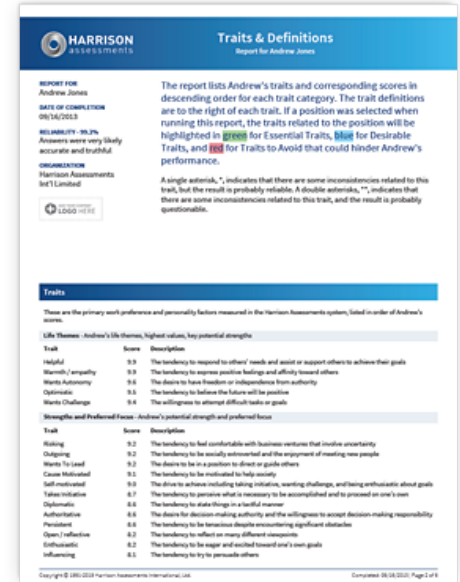 HARRISON
assessments
Traits & Definitions
Report for Andrew Jones
REPORT FOR
Andrew Jones
DATE OF COMPLETION
09/16/2013
RELIABILITY - 99.2%
Answers were very likely
accurate and truthful
ORGANIZATION
Harrison Assessments
Int'l Limited
LOGO HERE
The report lists Andrew's traits and corresponding scores in
descending order for each trait category. The trait definitions
are to the right of each trait. If a position was selected when
running this report, the traits related to the position will be
highlighted in green for Essential Traits, blue for Desirable
Traits, and red for Traits to Avoid that could hinder Andrew's
performance.
A single asterisk, *, indicates that there are some inconsistencies related to this
trait, but the result is probably reliable. A double asterisks, **, indicates that
there are some inconsistencies related to this trait, and the result is probably
questionable.
Traits
These are the primary work preference and personality factors measured in the Harrison Assessments system, listed in order of Andrew's
scores.
Life Themes - Andrew's life themes, highest values, key potential strengths
Trait Score Description
Helpful 9.9 The tendency to respond to others' needs and assist or support others to achieve their goals
Warmth / empathy 9.9 The tendency to express positive feelings and affinity toward others
Wants Autonomy 9.6 The desire to have freedom or independence from authority
Optimistic 9.5 The tendency to believe the future will be positive
Wants Challenge 9.4 The willingness to attempt difficult tasks or goals
Strengths and Preferred Focus - Andrew's potential strength and preferred focus
Trait Score Description
Risking 9.2 The tendency to feel comfortable with business ventures that involve uncertainty
Outgoing 9.2 The tendency to be socially extroverted and the enjoyment of meeting new people
Wants To Lead 9.2 The desire to be in a position to direct or guide others
Cause Motivated 9.1 The tendency to be motivated to help society
Self-motivated 9.0 The drive to achieve including taking initiative, wanting challenge, and being enthusiastic about goals
Takes Initiative 8.7 The tendency to perceive what is necessary to be accomplished and to proceed on one's own
Diplomatic 8.6 The tendency to state things in a tactful manner
Authoritative 8.6 The desire for decision-making authority and the willingness to accept decision-making responsibility
Persistent 8.6 The tendency to be tenacious despite encountering significant obstacles
Open / reflective 8.2 The tendency to reflect on many different viewpoints
Enthusiastic 8.2 The tendency to be eager and excited toward one's own goals
Influencing 8.1 The tendency to try to persuade others
Copyright © 1991-2018 Harrison Assessments International, Ltd.
Completed: 09/16/2013; Page 2 of 6